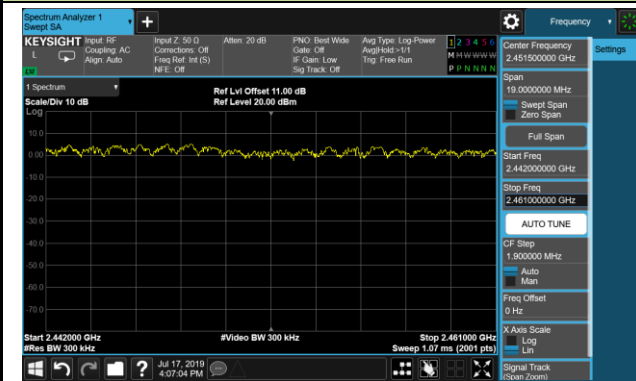 Spectrum Analyzer 1
Swept SA
+
Frequency
KEYSIGHT
L
LW
Input: RF
Coupling: AC
Align: Auto
Input Z: 50 Ω
Corrections: Off
Freq Ref: Int (S)
NFE: Off
Atten: 20 dB
PNO: Best Wide
Gate: Off
IF Gain: Low
Sig Track: Off
Avg Type: Log-Power
Avg|Hold:>1/1
Trig: Free Run
1 2 3 4 5 6
M W W W W W
P P N N N N
1 Spectrum
Scale/Div 10 dB
Ref Lvl Offset 11.00 dB
Ref Level 20.00 dBm
Log
10.0
0.00
-10.0
-20.0
-30.0
-40.0
-50.0
-60.0
-70.0
Start 2.442000 GHz
#Res BW 300 kHz
#Video BW 300 kHz
Stop 2.461000 GHz
Sweep 1.07 ms (2001 pts)
Jul 17, 2019
4:07:04 PM
?
Center Frequency
2.451500000 GHz
Settings
Span
19.0000000 MHz
Swept Span
Zero Span
Full Span
Start Freq
2.442000000 GHz
Stop Freq
2.461000000 GHz
AUTO TUNE
CF Step
1.900000 MHz
Auto
Man
Freq Offset
0 Hz
X Axis Scale
Log
Lin
Signal Track
(Span Zoom)